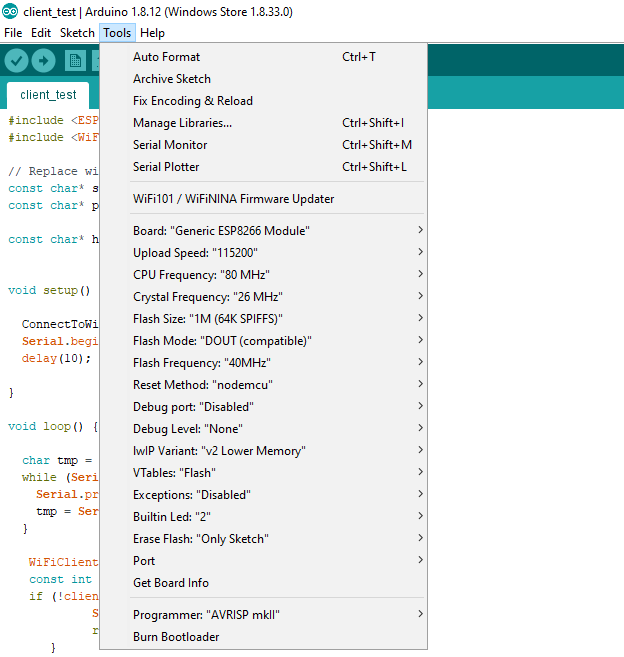 client_test | Arduino 1.8.12 (Windows Store 1.8.33.0)
File Edit Sketch Tools Help
client_test
Auto Format Ctrl+T
Archive Sketch
Fix Encoding & Reload
Manage Libraries... Ctrl+Shift+I
Serial Monitor Ctrl+Shift+M
Serial Plotter Ctrl+Shift+L
WiFi101 / WiFiNINA Firmware Updater
Board: "Generic ESP8266 Module"
Upload Speed: "115200"
CPU Frequency: "80 MHz"
Crystal Frequency: "26 MHz"
Flash Size: "1M (64K SPIFFS)"
Flash Mode: "DOUT (compatible)"
Flash Frequency: "40MHz"
Reset Method: "nodemcu"
Debug port: "Disabled"
Debug Level: "None"
lwIP Variant: "v2 Lower Memory"
VTables: "Flash"
Exceptions: "Disabled"
Builtin Led: "2"
Erase Flash: "Only Sketch"
Port
Get Board Info
Programmer: "AVRISP mkII"
Burn Bootloader
#include <ESP
#include <WiF
// Replace wi
const char* s
const char* p
const char* h
void setup()
ConnectToWi
Serial.begi
delay(10);
}
void loop() {
char tmp =
while (Seri
Serial.pr
tmp = Ser
}
WiFiClient
const int
if (!clien
S
r
}